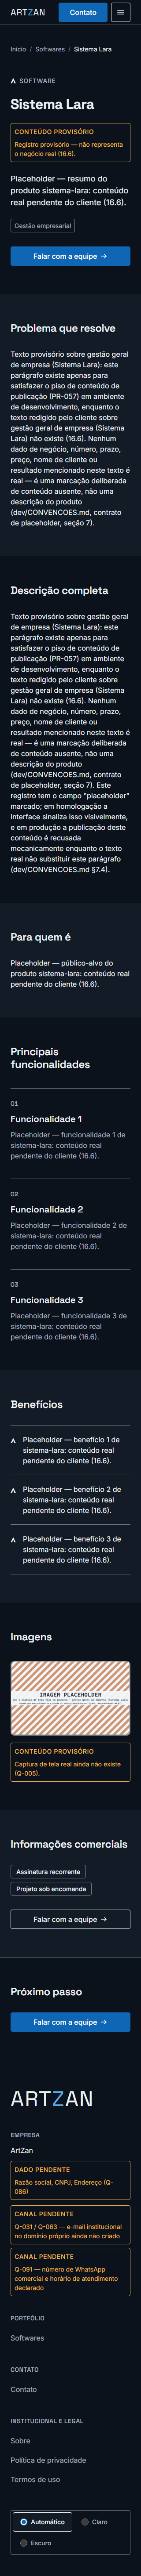 ARTZAN
Contato
Início / Softwares / Sistema Lara
SOFTWARE
Sistema Lara
CONTEÚDO PROVISÓRIO
Registro provisório — não representa
o negócio real (16.6).
Placeholder — resumo do
produto sistema-lara: conteúdo
real pendente do cliente (16.6).
Gestão empresarial
Falar com a equipe →
Problema que resolve
Texto provisório sobre gestão geral
de empresa (Sistema Lara): este
parágrafo existe apenas para
satisfazer o piso de conteúdo de
publicação (PR-057) em ambiente
de desenvolvimento, enquanto o
texto redigido pelo cliente sobre
gestão geral de empresa (Sistema
Lara) não existe (16.6). Nenhum
dado de negócio, número, prazo,
preço, nome de cliente ou
resultado mencionado neste texto é
real — é uma marcação deliberada
de conteúdo ausente, não uma
descrição do produto
(dev/CONVENCOES.md, contrato
de placeholder, seção 7).
Descrição completa
Texto provisório sobre gestão geral
de empresa (Sistema Lara): este
parágrafo existe apenas para
satisfazer o piso de conteúdo de
publicação (PR-057) em ambiente
de desenvolvimento, enquanto o
texto redigido pelo cliente sobre
gestão geral de empresa (Sistema
Lara) não existe (16.6). Nenhum
dado de negócio, número, prazo,
preço, nome de cliente ou
resultado mencionado neste texto é
real — é uma marcação deliberada
de conteúdo ausente, não uma
descrição do produto
(dev/CONVENCOES.md, contrato
de placeholder, seção 7). Este
registro tem o campo "placeholder"
marcado; em homologação a
interface sinaliza isso visivelmente,
e em produção a publicação deste
conteúdo é recusada
mecanicamente enquanto o texto
real não substituir este parágrafo
(dev/CONVENCOES.md §7.4).
Para quem é
Placeholder — público-alvo do
produto sistema-lara: conteúdo real
pendente do cliente (16.6).
Principais
funcionalidades
01
Funcionalidade 1
Placeholder — funcionalidade 1 de
sistema-lara: conteúdo real
pendente do cliente (16.6).
02
Funcionalidade 2
Placeholder — funcionalidade 2 de
sistema-lara: conteúdo real
pendente do cliente (16.6).
03
Funcionalidade 3
Placeholder — funcionalidade 3 de
sistema-lara: conteúdo real
pendente do cliente (16.6).
Benefícios
Placeholder — benefício 1 de
sistema-lara: conteúdo real
pendente do cliente (16.6).
Placeholder — benefício 2 de
sistema-lara: conteúdo real
pendente do cliente (16.6).
Placeholder — benefício 3 de
sistema-lara: conteúdo real
pendente do cliente (16.6).
Imagens
IMAGEM PLACEHOLDER
CONTEÚDO PROVISÓRIO
Captura de tela real ainda não existe
(Q-005).
Informações comerciais
Assinatura recorrente
Projeto sob encomenda
Falar com a equipe →
Próximo passo
Falar com a equipe →
ARTZAN
EMPRESA
ArtZan
DADO PENDENTE
Razão social, CNPJ, Endereço (Q-
086)
CANAL PENDENTE
Q-031 / Q-063 — e-mail institucional
no domínio próprio ainda não criado
CANAL PENDENTE
Q-091 — número de WhatsApp
comercial e horário de atendimento
declarado
PORTFÓLIO
Softwares
CONTATO
Contato
INSTITUCIONAL E LEGAL
Sobre
Política de privacidade
Termos de uso
Automático
Claro
Escuro